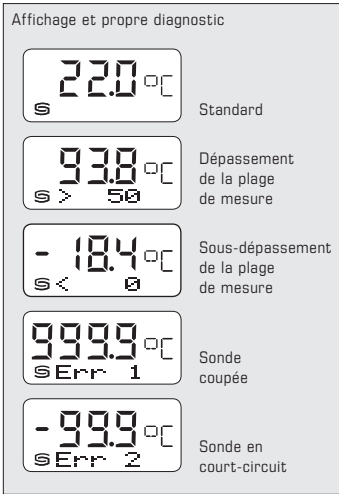 Affichage et propre diagnostic
22.0 °C
S
Standard
93.8 °C
S > 50
Dépassement
de la plage
de mesure
- 18.4 °C
S < 0
Sous-dépassement
de la plage
de mesure
999.9 °C
S Err 1
Sonde
coupée
-99.9 °C
S Err 2
Sonde en
court-circuit